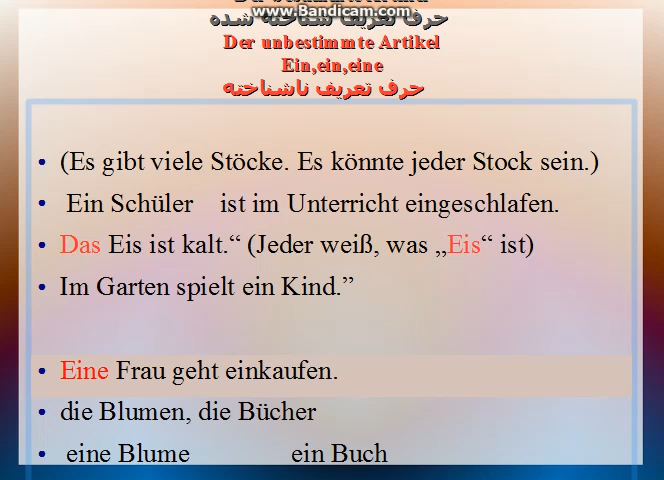 www.Bandicam.com
حرف تعریف شناخته شده
Der unbestimmte Artikel
Ein,ein,eine
حرف تعریف ناشناخته
• (Es gibt viele Stöcke. Es könnte jeder Stock sein.)
• Ein Schüler ist im Unterricht eingeschlafen.
• Das Eis ist kalt.“ (Jeder weiß, was „Eis“ ist)
• Im Garten spielt ein Kind.”
• Eine Frau geht einkaufen.
• die Blumen, die Bücher
• eine Blume ein Buch